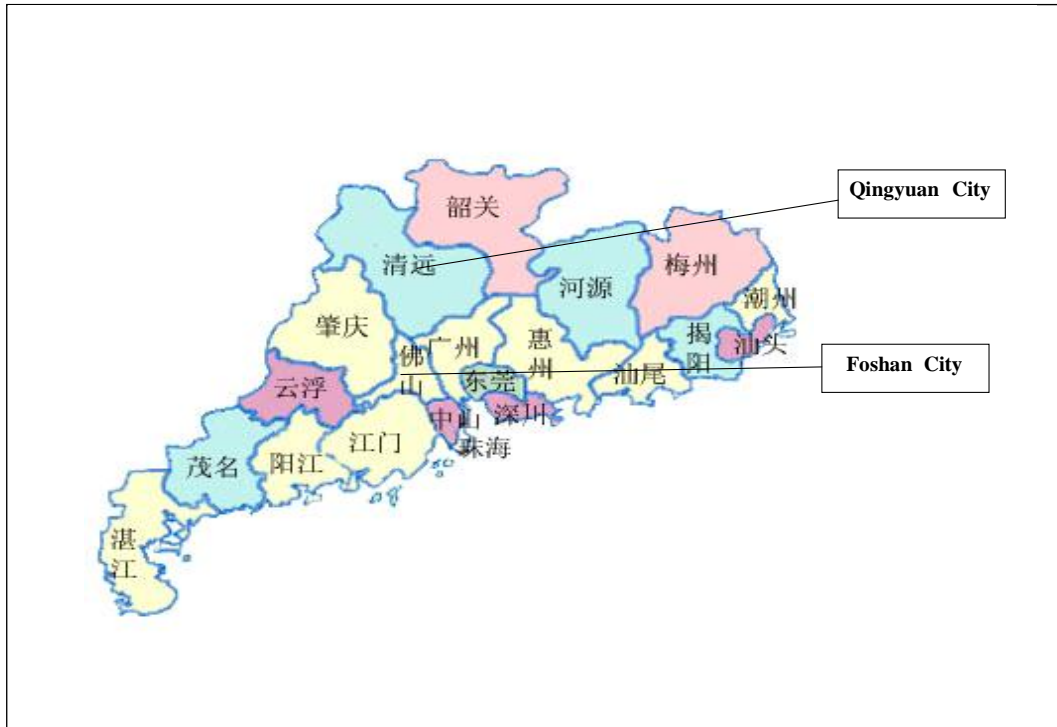 Qingyuan City
韶关
清远
梅州
河源
潮州
肇庆
广州
惠州
揭阳
汕头
佛山
Foshan City
东莞
汕尾
云浮
中山
深圳
珠海
江门
阳江
茂名
湛江